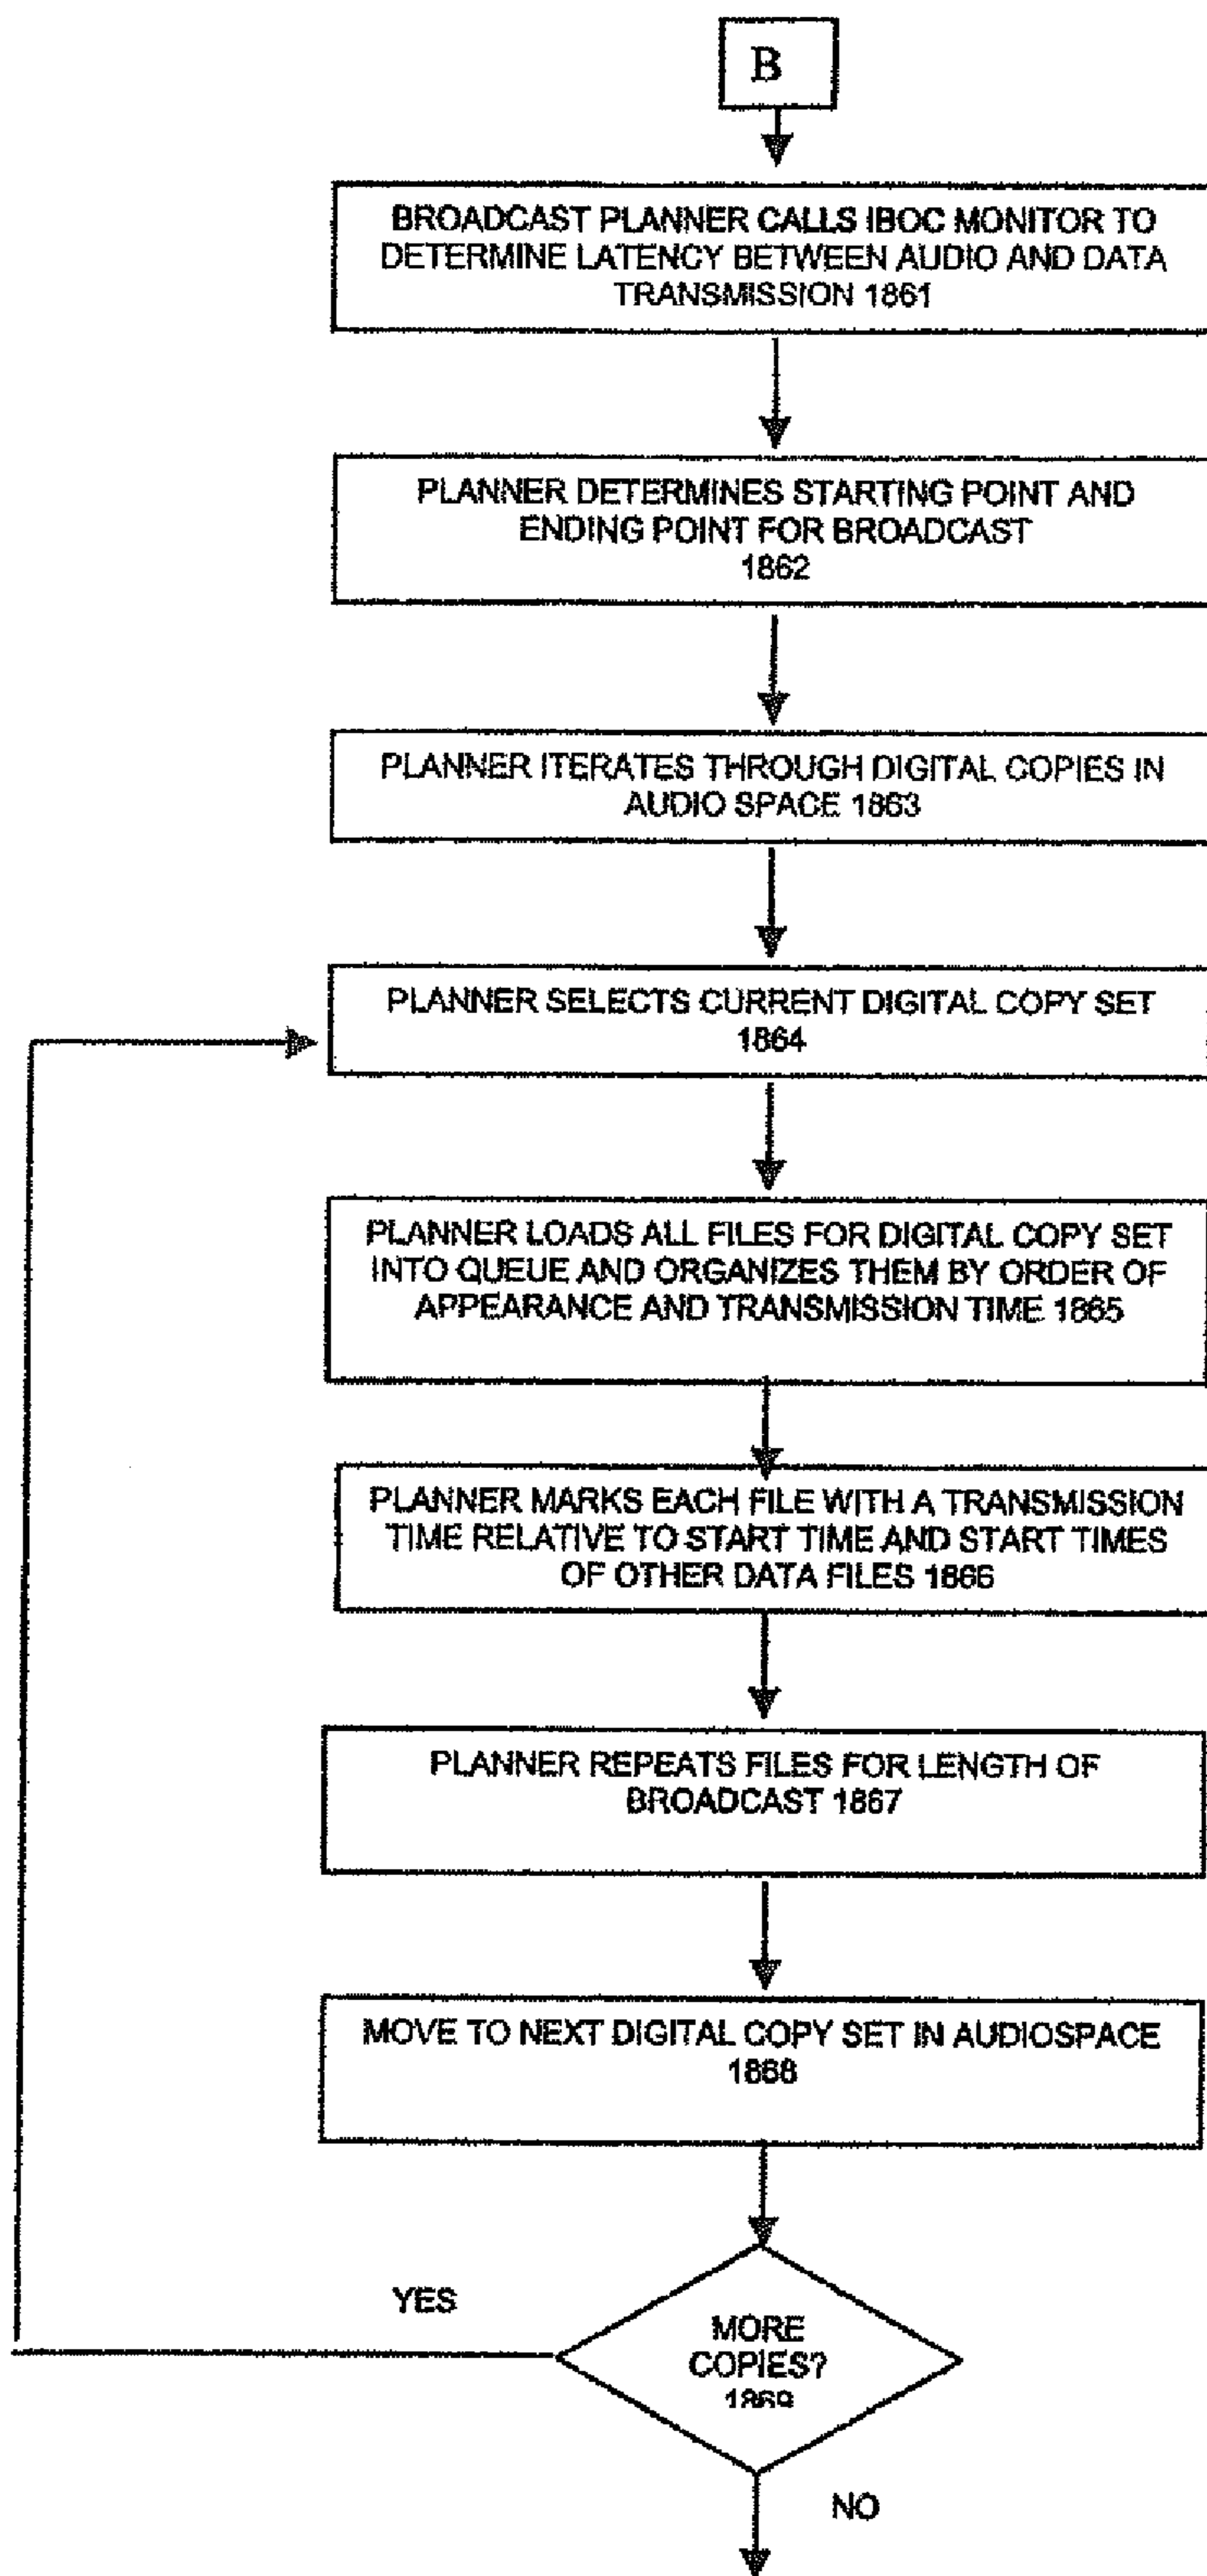 B
BROADCAST PLANNER CALLS IBOC MONITOR TO
DETERMINE LATENCY BETWEEN AUDIO AND DATA
TRANSMISSION 1861
PLANNER DETERMINES STARTING POINT AND
ENDING POINT FOR BROADCAST
1862
PLANNER ITERATES THROUGH DIGITAL COPIES IN
AUDIO SPACE 1863
PLANNER SELECTS CURRENT DIGITAL COPY SET
1864
PLANNER LOADS ALL FILES FOR DIGITAL COPY SET
INTO QUEUE AND ORGANIZES THEM BY ORDER OF
APPEARANCE AND TRANSMISSION TIME 1865
PLANNER MARKS EACH FILE WITH A TRANSMISSION
TIME RELATIVE TO START TIME AND START TIMES
OF OTHER DATA FILES 1866
PLANNER REPEATS FILES FOR LENGTH OF
BROADCAST 1867
MOVE TO NEXT DIGITAL COPY SET IN AUDIOSPACE
1868
YES
MORE
COPIES?
1869
NO